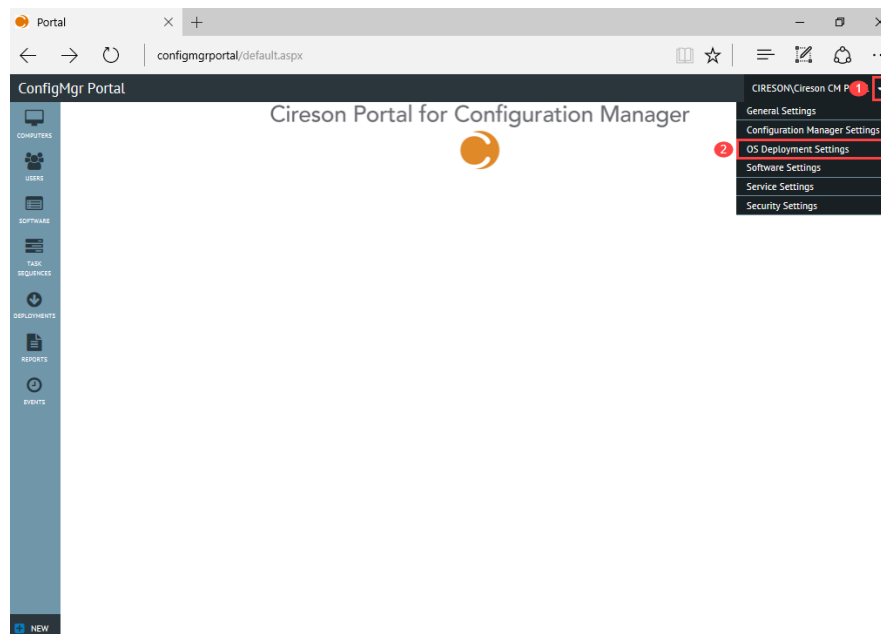 Portal
configmgrportal/default.aspx
ConfigMgr Portal
CIRESON\Cireson CM P
1
Cireson Portal for Configuration Manager
General Settings
Configuration Manager Settings
2
OS Deployment Settings
Software Settings
Service Settings
Security Settings
COMPUTERS
USERS
SOFTWARE
TASK
SEQUENCES
DEPLOYMENTS
REPORTS
EVENTS
NEW